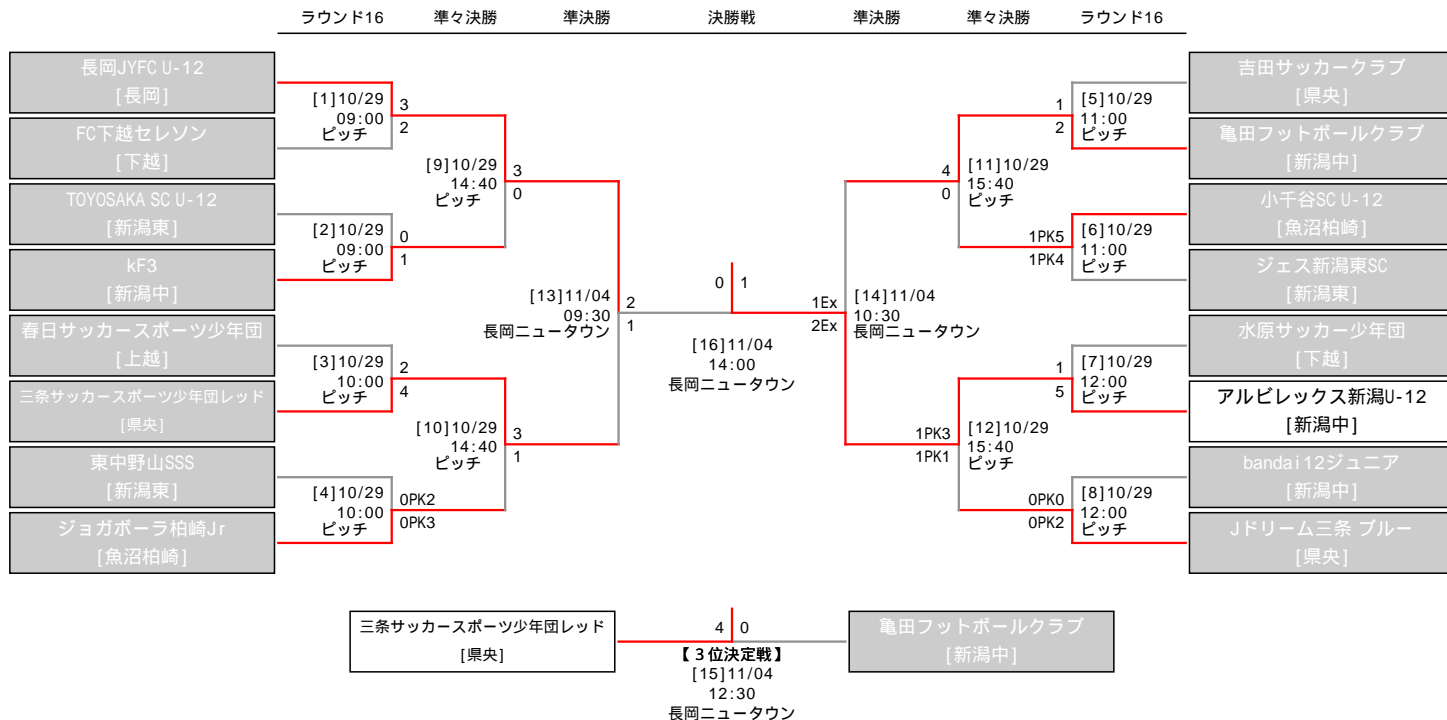 ラウンド16 準々決勝 準決勝 決勝戦 準決勝 準々決勝 ラウンド16
長岡JYFC U-12
[長岡]
FC下越セレソン
[下越]
TOYOSAKA SC U-12
[新潟東]
kF3
[新潟中]
春日サッカースポーツ少年団
[上越]
三条サッカースポーツ少年団レッド
[県央]
東中野山SSS
[新潟東]
ジョガボーラ柏崎Jr
[魚沼柏崎]
[1]10/29
09:00
ピッチ
3
2
[2]10/29
09:00
ピッチ
0
1
[3]10/29
10:00
ピッチ
2
4
[4]10/29
10:00
ピッチ
0PK2
0PK3
[9]10/29
14:40
ピッチ
3
0
[10]10/29
14:40
ピッチ
3
1
[13]11/04
09:30
長岡ニュータウン
2
1
0 1
[16]11/04
14:00
長岡ニュータウン
1Ex
2Ex
[14]11/04
10:30
長岡ニュータウン
4
0
[11]10/29
15:40
ピッチ
1PK3
1PK1
[12]10/29
15:40
ピッチ
1
2
[5]10/29
11:00
ピッチ
1PK5
1PK4
[6]10/29
11:00
ピッチ
1
5
[7]10/29
12:00
ピッチ
0PK0
0PK2
[8]10/29
12:00
ピッチ
吉田サッカークラブ
[県央]
亀田フットボールクラブ
[新潟中]
小千谷SC U-12
[魚沼柏崎]
ジェス新潟東SC
[新潟東]
水原サッカー少年団
[下越]
アルビレックス新潟U-12
[新潟中]
bandai12ジュニア
[新潟中]
Jドリーム三条 ブルー
[県央]
三条サッカースポーツ少年団レッド
[県央]
4 0
【３位決定戦】
[15]11/04
12:30
長岡ニュータウン
亀田フットボールクラブ
[新潟中]